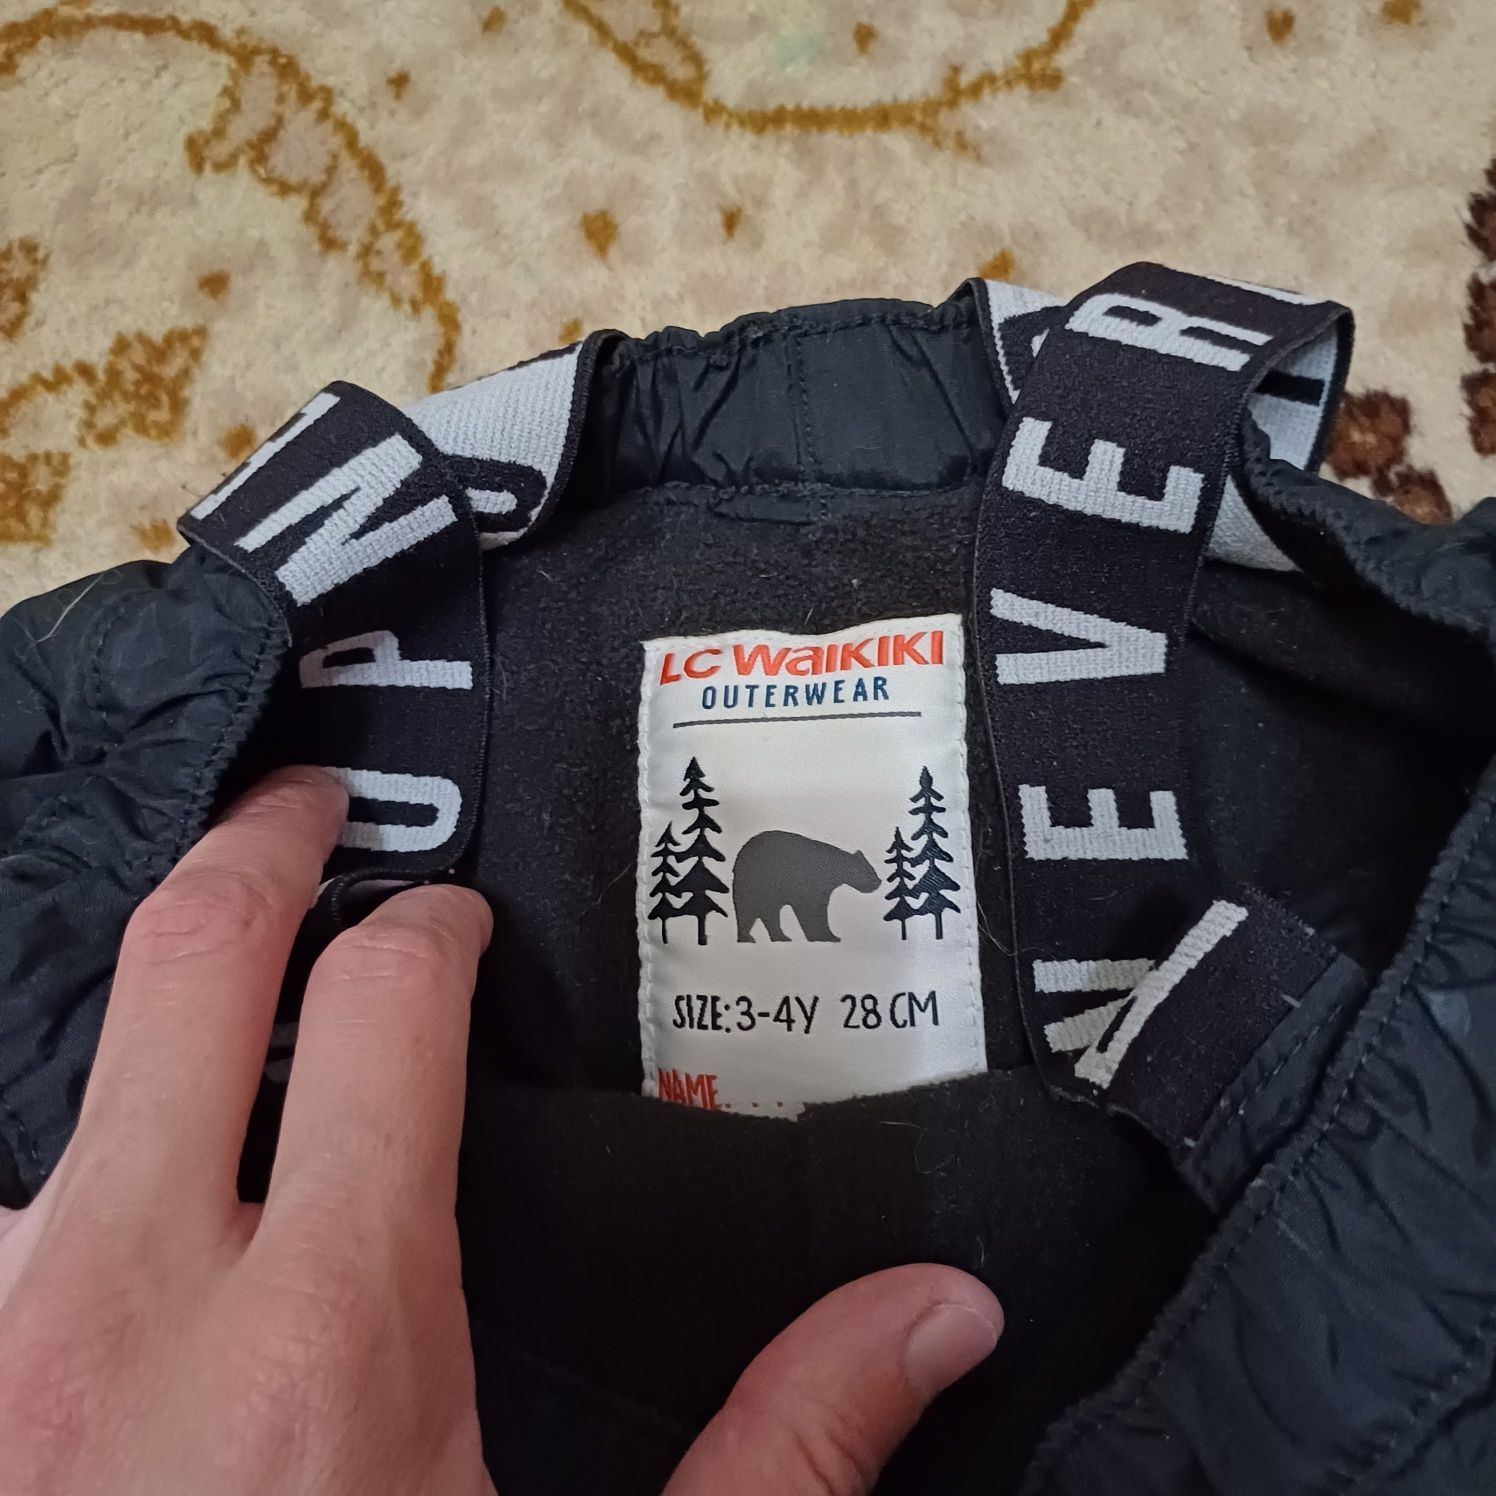 LC WAIKIKI
OUTERWEAR
SIZE: 3-4Y 28 CM
NAME. . . .
NEVER
UP